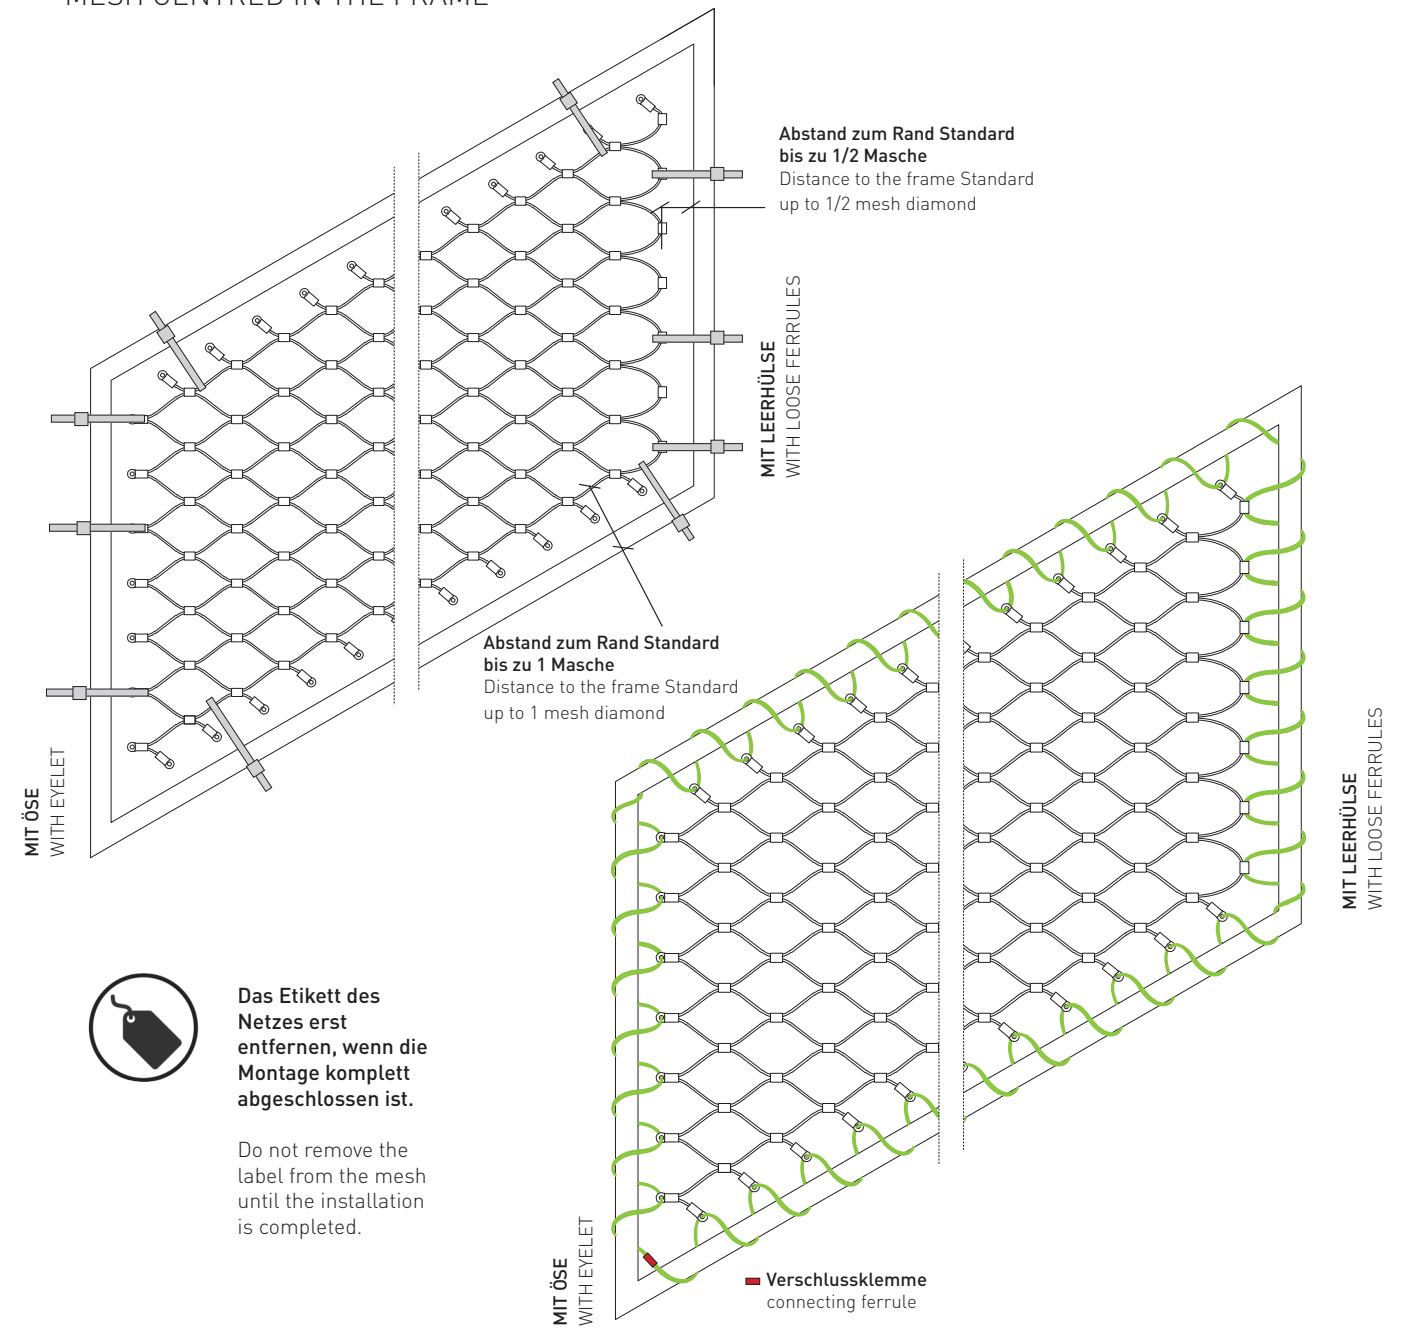 MESH CENTRED IN THE FRAME
Abstand zum Rand Standard
bis zu 1/2 Masche
Distance to the frame Standard
up to 1/2 mesh diamond
MIT LEERHÜLSE
WITH LOOSE FERRULES
Abstand zum Rand Standard
bis zu 1 Masche
Distance to the frame Standard
up to 1 mesh diamond
MIT ÖSE
WITH EYELET
MIT LEERHÜLSE
WITH LOOSE FERRULES
Das Etikett des
Netzes erst
entfernen, wenn die
Montage komplett
abgeschlossen ist.
Do not remove the
label from the mesh
until the installation
is completed.
MIT ÖSE
WITH EYELET
Verschlussklemme
connecting ferrule